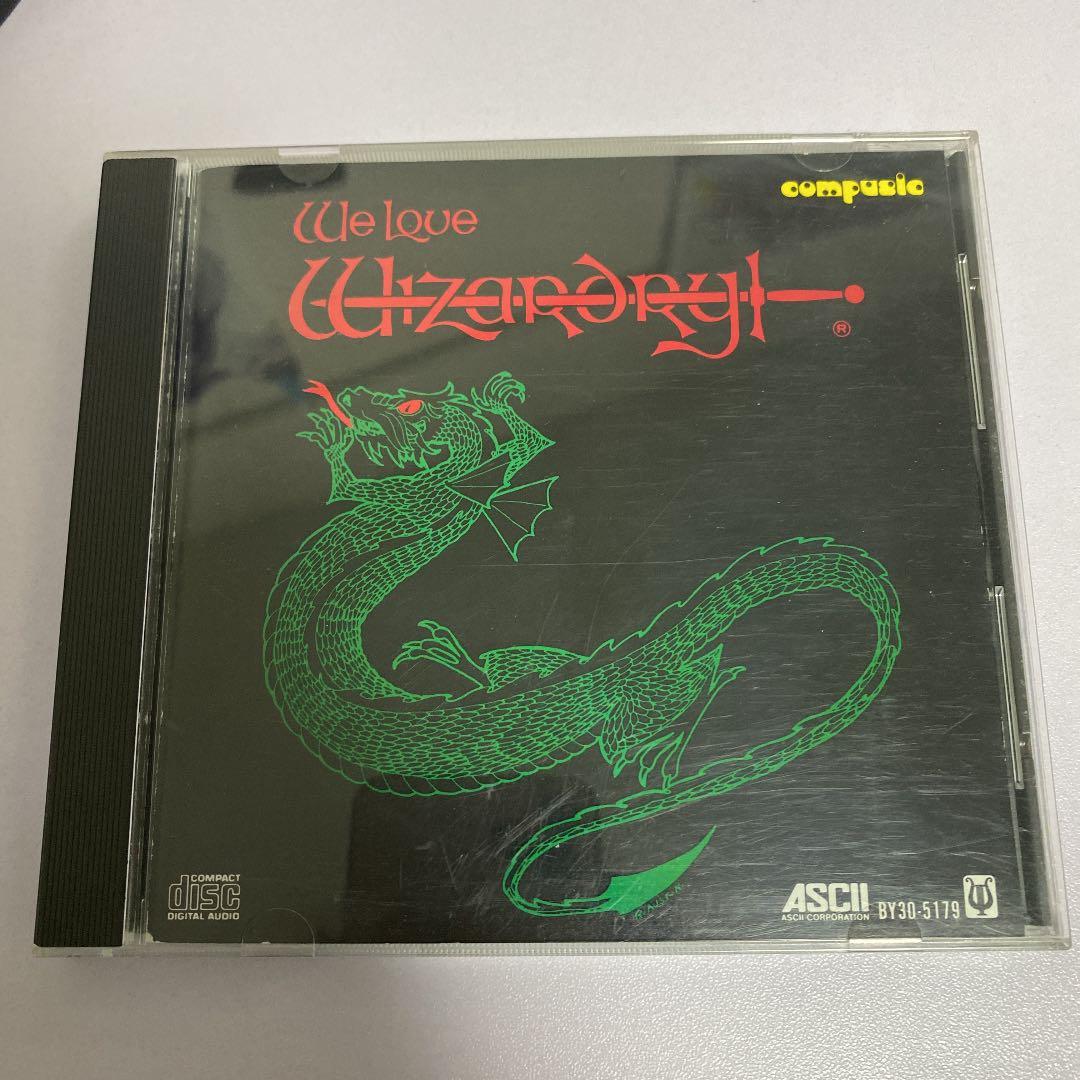 compusic
We Love
Wizardry
®
COMPACT
disc
DIGITAL AUDIO
ASCII
ASCII CORPORATION
BY30-5179